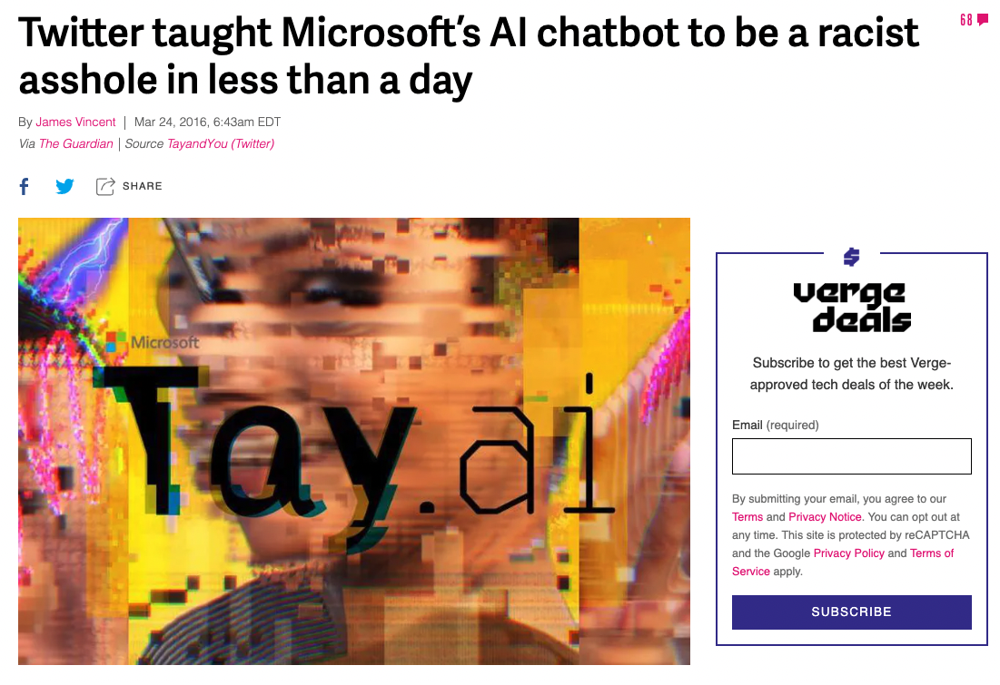 Twitter taught Microsoft's AI chatbot to be a racist
asshole in less than a day
68
By James Vincent | Mar 24, 2016, 6:43am EDT
Via The Guardian | Source TayandYou (Twitter)
SHARE
Microsoft
Tay.ai
verge
deals
Subscribe to get the best Verge-
approved tech deals of the week.
Email (required)
By submitting your email, you agree to our
Terms and Privacy Notice. You can opt out at
any time. This site is protected by reCAPTCHA
and the Google Privacy Policy and Terms of
Service apply.
SUBSCRIBE